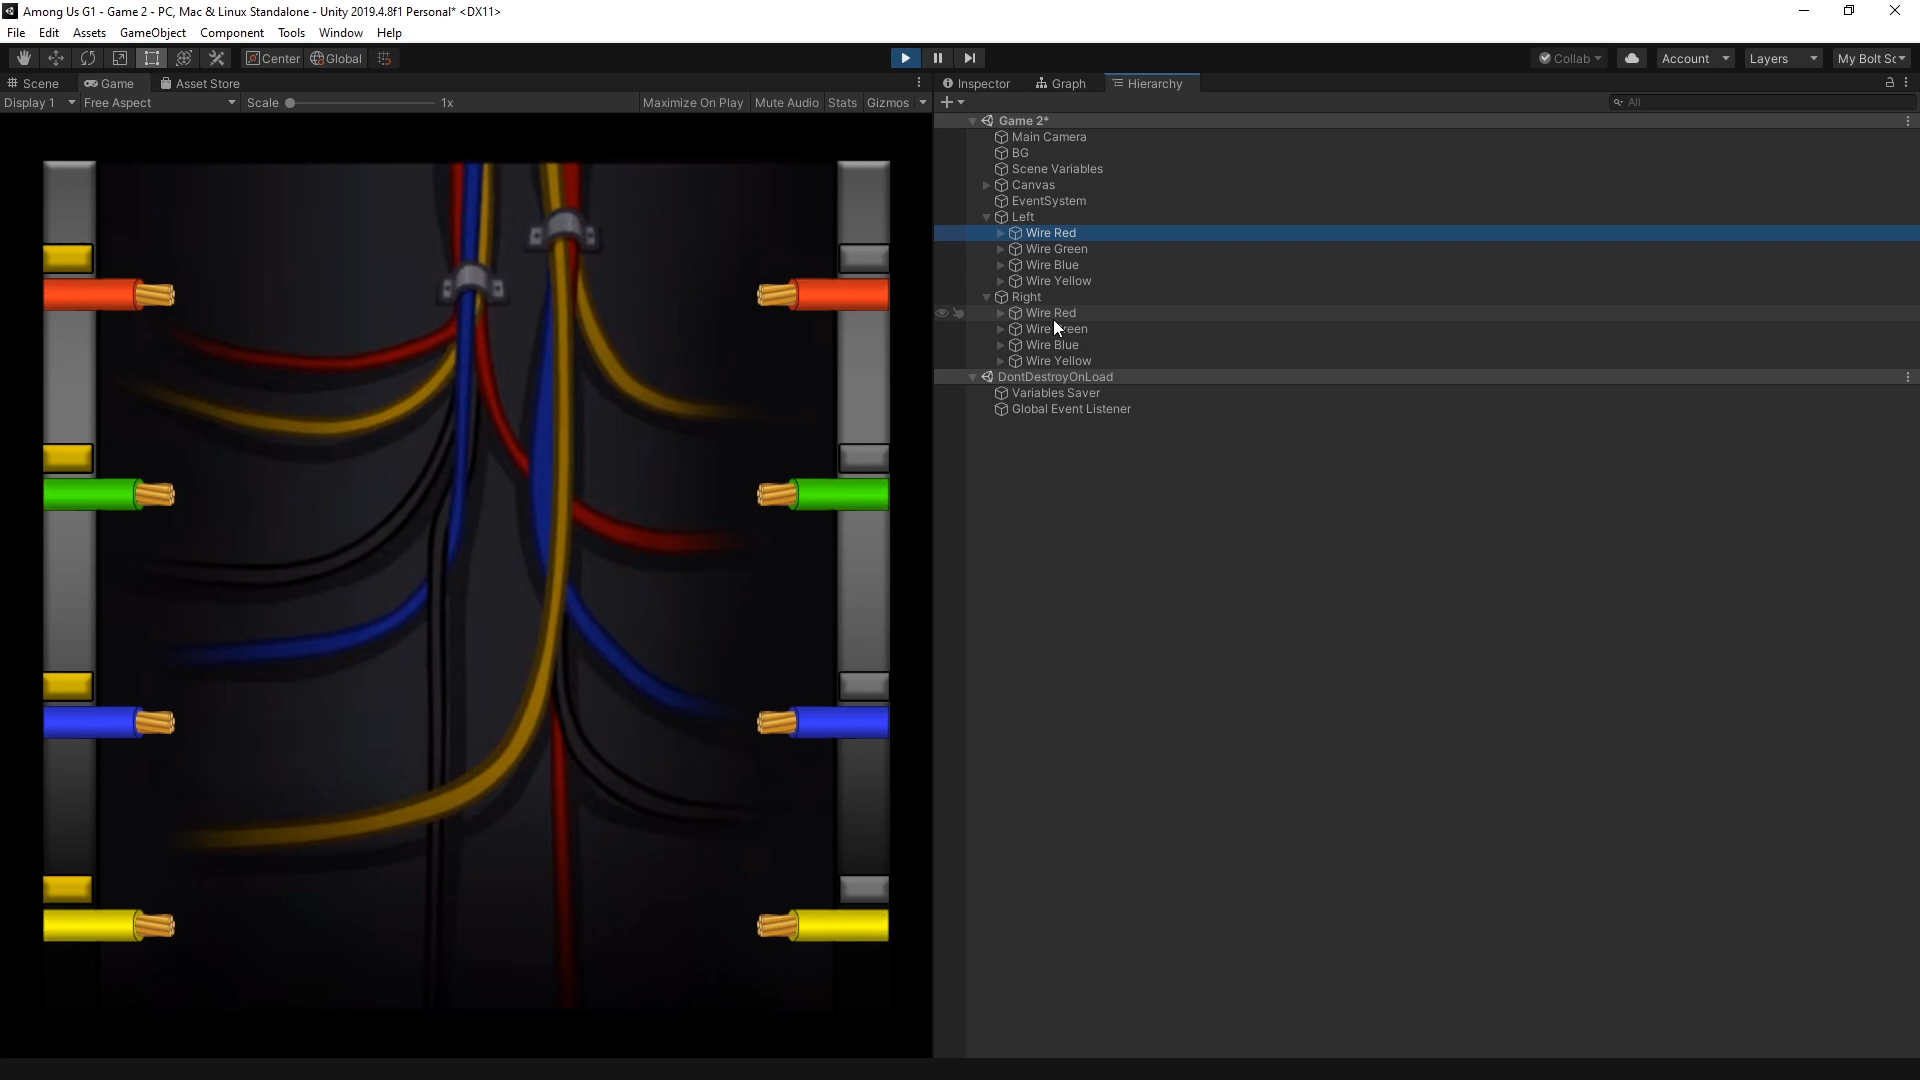 Among Us G1 - Game 2 - PC, Mac & Linux Standalone - Unity 2019.4.8f1 Personal* <DX11>
File Edit Assets GameObject Component Tools Window Help
Center Global Collab Account Layers My Bolt Sc
Scene Game Asset Store Inspector Graph Hierarchy
Display 1 Free Aspect Scale 1x Maximize On Play Mute Audio Stats Gizmos All
Game 2*
Main Camera
BG
Scene Variables
Canvas
EventSystem
Left
Wire Red
Wire Green
Wire Blue
Wire Yellow
Right
Wire Red
Wire Green
Wire Blue
Wire Yellow
DontDestroyOnLoad
Variables Saver
Global Event Listener